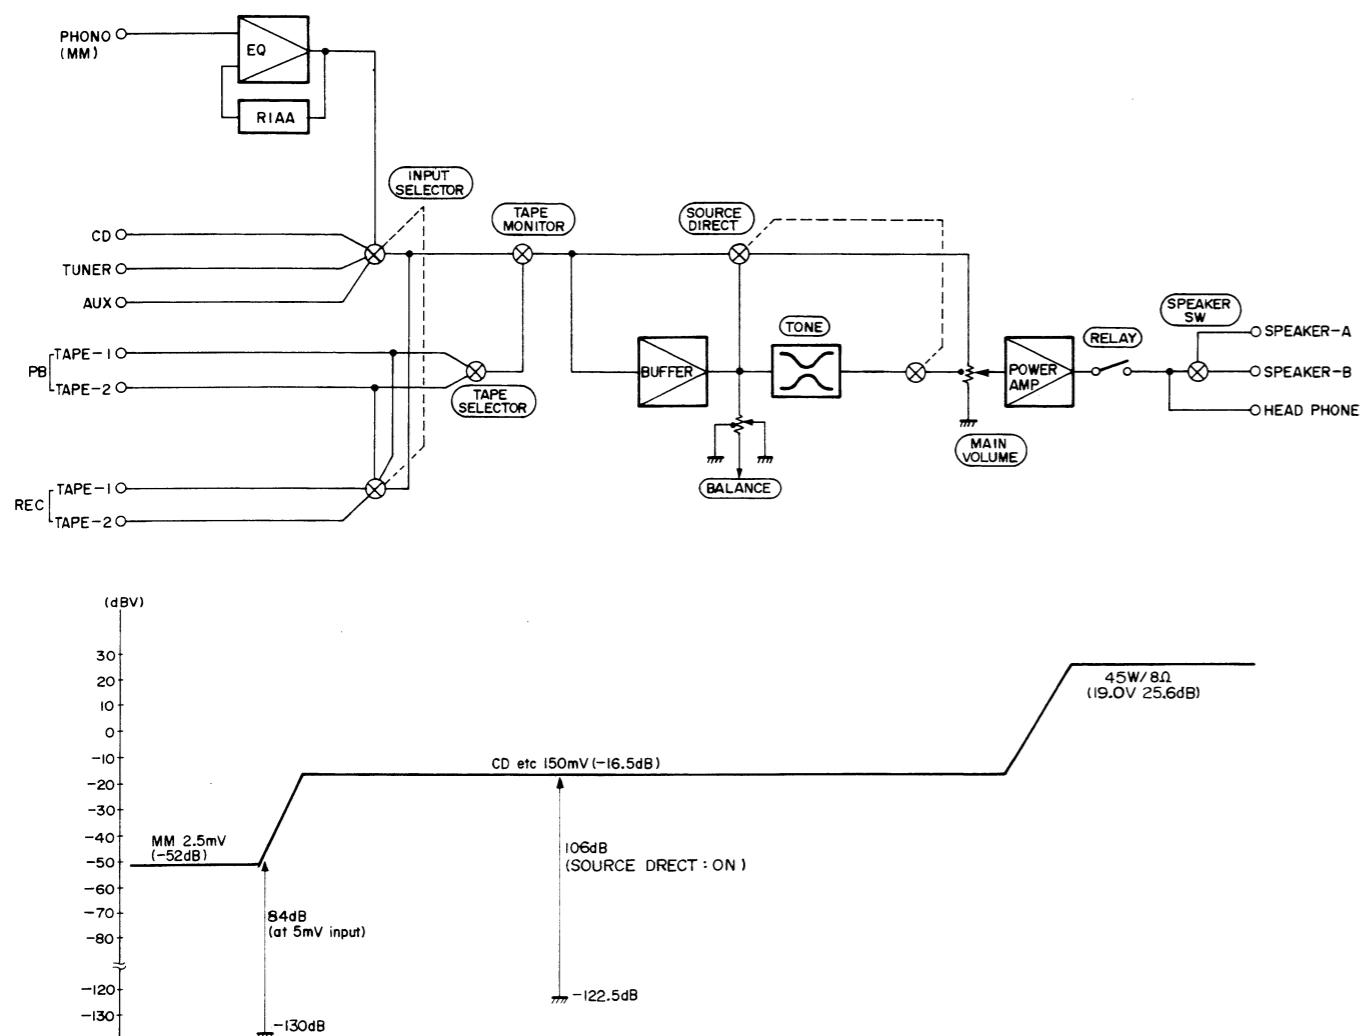 PHONO
(MM)
EQ
RIAA
INPUT
SELECTOR
TAPE
MONITOR
SOURCE
DIRECT
CD
TUNER
AUX
PB
TAPE-1
TAPE-2
TAPE
SELECTOR
BUFFER
TONE
BALANCE
MAIN
VOLUME
POWER
AMP
RELAY
SPEAKER
SW
SPEAKER-A
SPEAKER-B
HEAD PHONE
REC
TAPE-1
TAPE-2
(dBV)
30
20
10
0
-10
-20
-30
-40
-50
-60
-70
-80
-120
-130
MM 2.5mV
(-52dB)
84dB
(at 5mV input)
-130dB
CD etc 150mV (-16.5dB)
106dB
(SOURCE DRECT : ON )
-122.5dB
45W/8Ω
(19.0V 25.6dB)